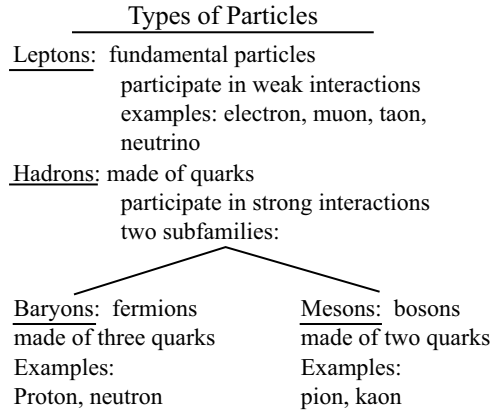 Types of Particles
Leptons: fundamental particles
participate in weak interactions
examples: electron, muon, taon,
neutrino
Hadrons: made of quarks
participate in strong interactions
two subfamilies:
Baryons: fermions
made of three quarks
Examples:
Proton, neutron
Mesons: bosons
made of two quarks
Examples:
pion, kaon